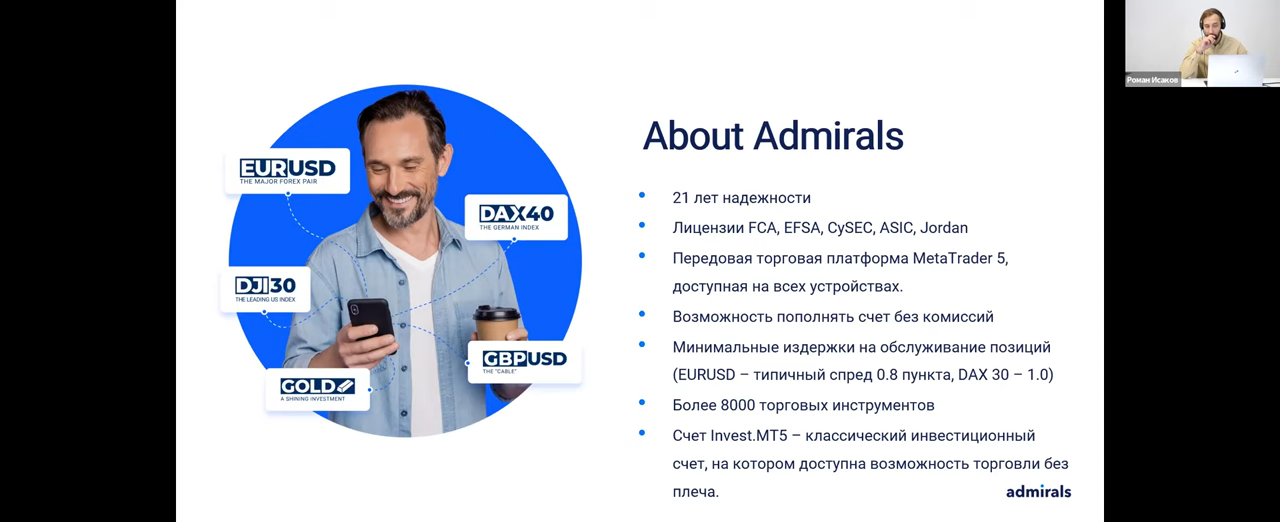 About Admirals
21 лет надежности
Лицензии FCA, EFSA, CySEC, ASIC, Jordan
Передовая торговая платформа MetaTrader 5,
доступная на всех устройствах.
Возможность пополнять счет без комиссий
Минимальные издержки на обслуживание позиций
(EURUSD – типичный спред 0.8 пункта, DAX 30 – 1.0)
Более 8000 торговых инструментов
Счет Invest.MT5 – классический инвестиционный
счет, на котором доступна возможность торговли без
плеча.
admirals
EURUSD
THE MAJOR FOREX PAIR
DAX40
THE GERMAN INDEX
DJI30
THE LEADING US INDEX
GBPUSD
THE "CABLE"
GOLD
A SHINING INVESTMENT
Роман Исаков